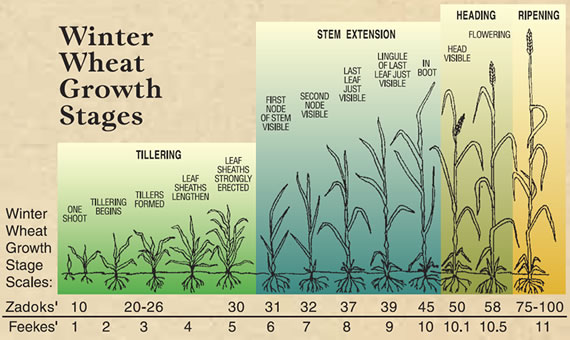 Winter
Wheat
Growth
Stages
TILLERING
ONE
SHOOT
TILLERING
BEGINS
TILLERS
FORMED
LEAF
SHEATHS
LENGTHEN
LEAF
SHEATHS
STRONGLY
ERECTED
STEM EXTENSION
FIRST
NODE
OF STEM
VISIBLE
SECOND
NODE
VISIBLE
LAST
LEAF
JUST
VISIBLE
LINGULE
OF LAST
LEAF JUST
VISIBLE
IN
BOOT
HEADING
HEAD
VISIBLE
FLOWERING
RIPENING
Winter
Wheat
Growth
Stage
Scales:
Zadoks' 10 20-26 30 31 32 37 39 45 50 58 75-100
Feekes' 1 2 3 4 5 6 7 8 9 10 10.1 10.5 11